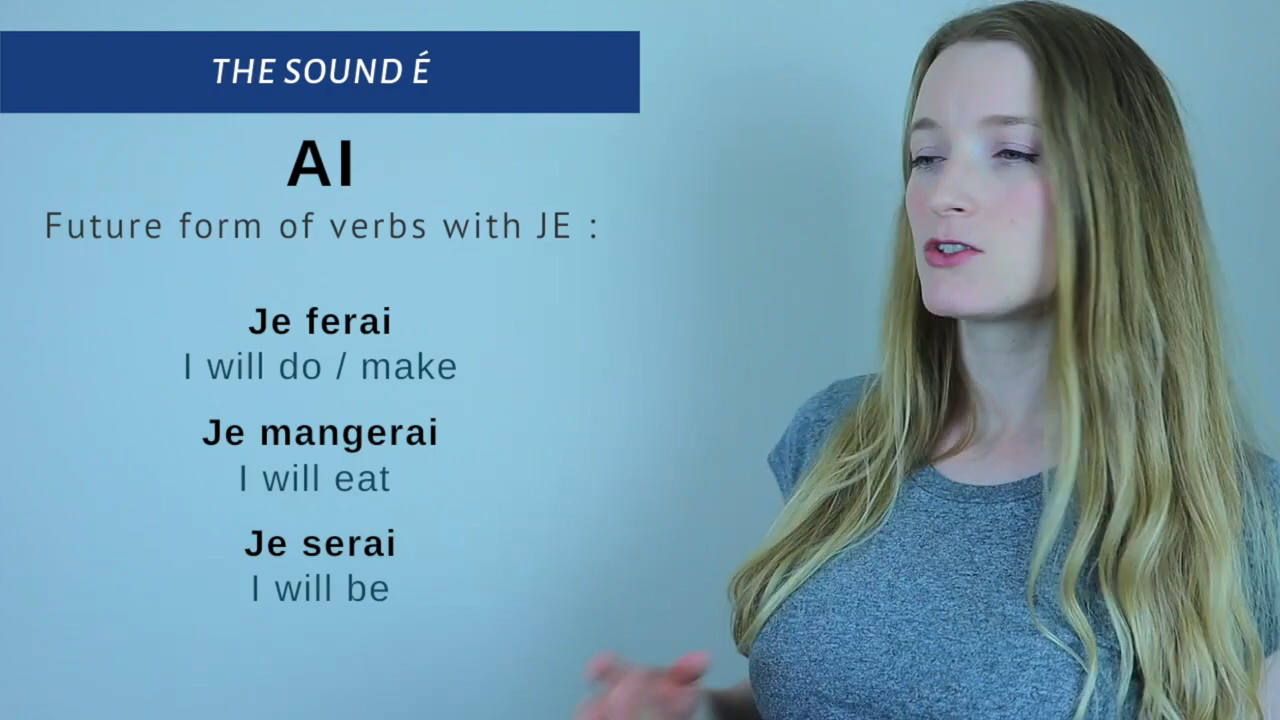 THE SOUND É
AI
Future form of verbs with JE :
Je ferai
I will do / make
Je mangerai
I will eat
Je serai
I will be